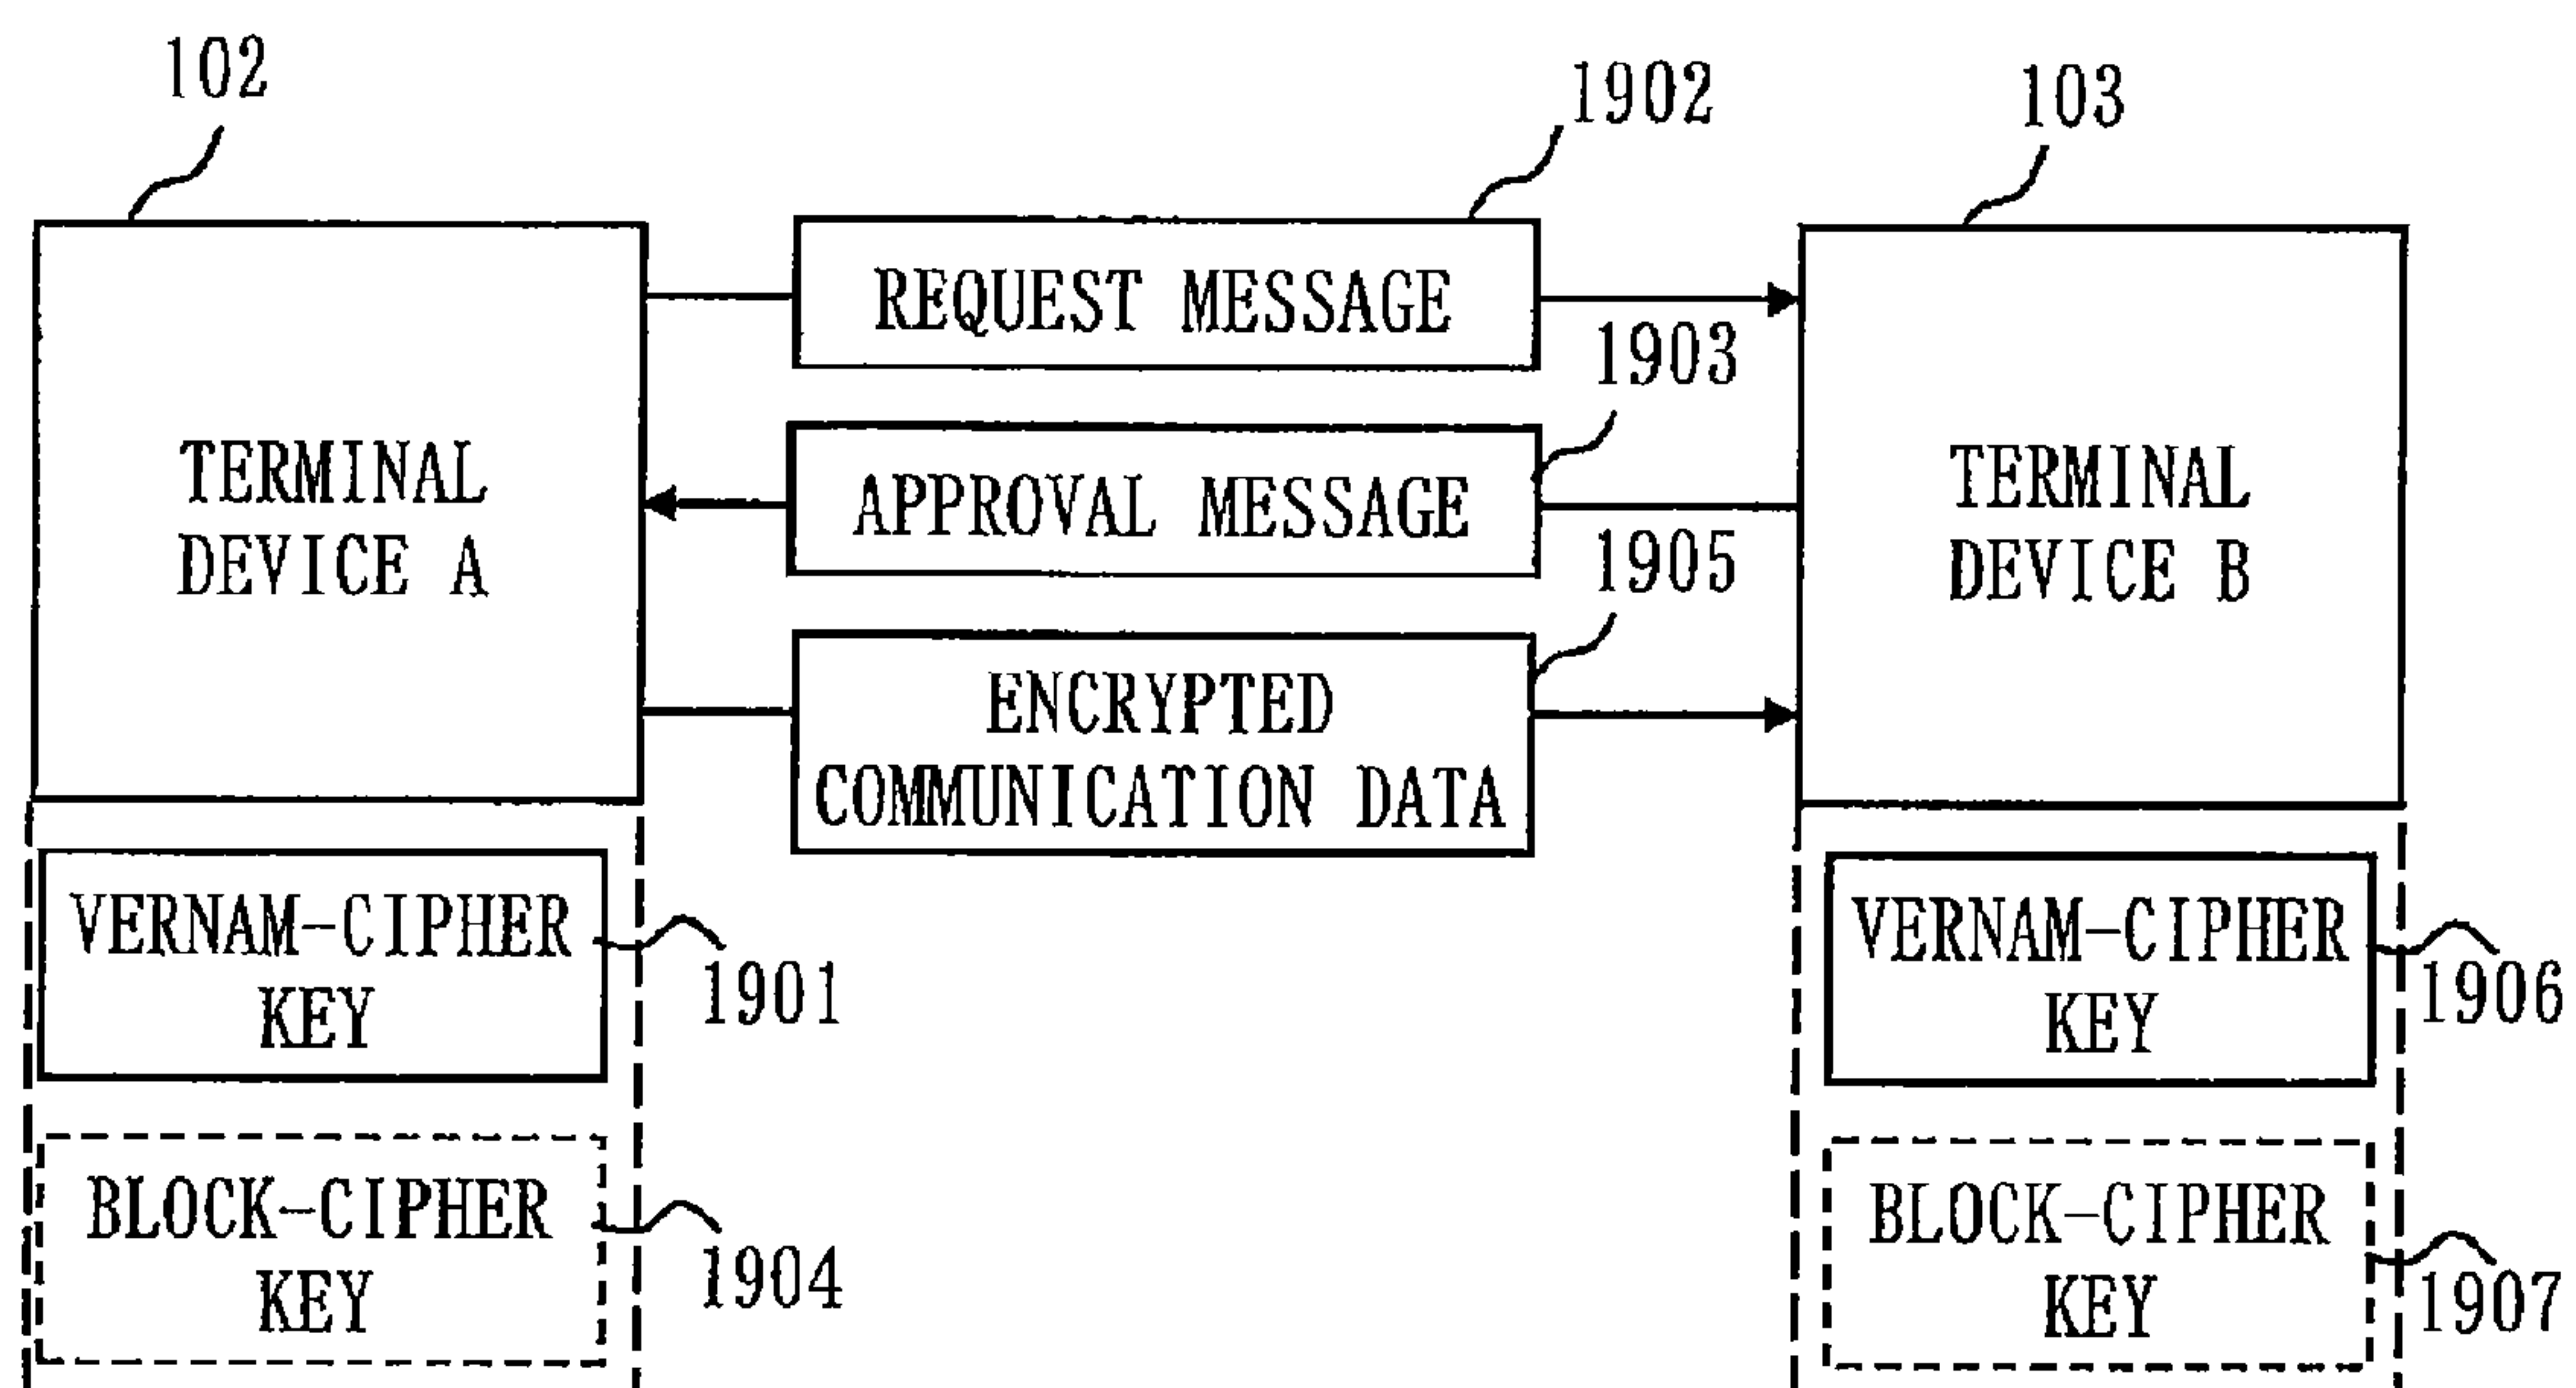 102
1902
103
REQUEST MESSAGE
1903
TERMINAL
DEVICE A
APPROVAL MESSAGE
TERMINAL
DEVICE B
1905
ENCRYPTED
COMMUNICATION DATA
VERNAM-CIPHER
KEY
1901
VERNAM-CIPHER
KEY
1906
BLOCK-CIPHER
KEY
1904
BLOCK-CIPHER
KEY
1907